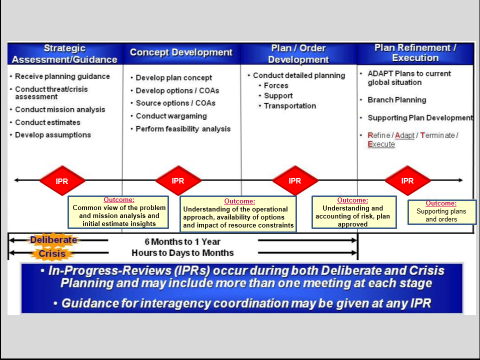 Strategic
Assessment/Guidance
Concept Development
Plan / Order
Development
Plan Refinement /
Execution
• Receive planning guidance
• Conduct threat/crisis
assessment
• Conduct mission analysis
• Conduct estimates
• Develop assumptions
• Develop plan concept
• Develop options / COAs
• Source options / COAs
• Conduct wargaming
• Perform feasibility analysis
• Conduct detailed planning
• Forces
• Support
• Transportation
• ADAPT Plans to current
global situation
• Branch Planning
• Supporting Plan Development
• Refine / Adapt / Terminate /
Execute
IPR
IPR
IPR
IPR
Outcome:
Common view of the problem
and mission analysis and
initial estimate insights
Outcome:
Understanding of the operational
approach, availability of options
and impact of resource constraints
Outcome:
Understanding and
accounting of risk, plan
approved
Outcome:
Supporting plans
and orders
Deliberate
6 Months to 1 Year
Crisis
Hours to Days to Months
• In-Progress-Reviews (IPRs) occur during both Deliberate and Crisis
Planning and may include more than one meeting at each stage
• Guidance for interagency coordination may be given at any IPR